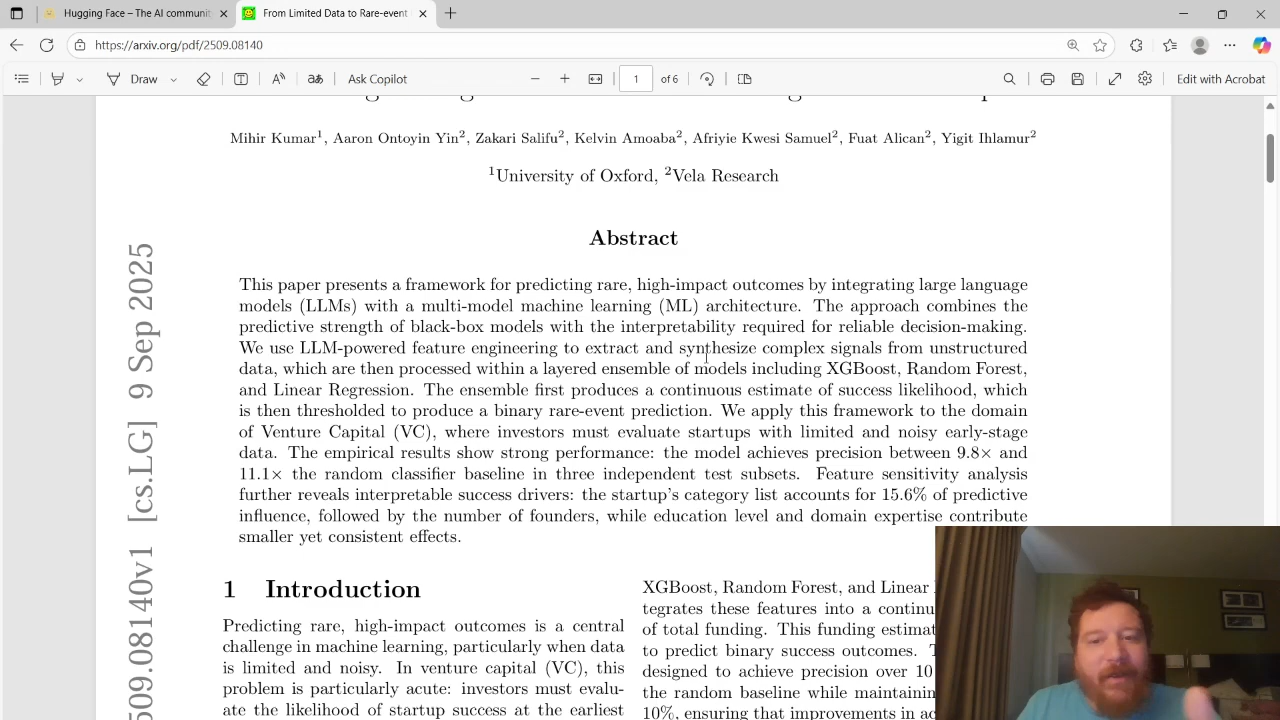 Hugging Face – The AI communit
From Limited Data to Rare-event
https://arxiv.org/pdf/2509.08140
Draw
Ask Copilot
1 of 6
Edit with Acrobat
Mihir Kumar1, Aaron Ontoyin Yin2, Zakari Salifu2, Kelvin Amoaba2, Afriyie Kwesi Samuel2, Fuat Alican2, Yigit Ihlamur2
1University of Oxford, 2Vela Research
509.08140v1 [cs.LG] 9 Sep 2025
Abstract
This paper presents a framework for predicting rare, high-impact outcomes by integrating large language
models (LLMs) with a multi-model machine learning (ML) architecture. The approach combines the
predictive strength of black-box models with the interpretability required for reliable decision-making.
We use LLM-powered feature engineering to extract and synthesize complex signals from unstructured
data, which are then processed within a layered ensemble of models including XGBoost, Random Forest,
and Linear Regression. The ensemble first produces a continuous estimate of success likelihood, which
is then thresholded to produce a binary rare-event prediction. We apply this framework to the domain
of Venture Capital (VC), where investors must evaluate startups with limited and noisy early-stage
data. The empirical results show strong performance: the model achieves precision between 9.8× and
11.1× the random classifier baseline in three independent test subsets. Feature sensitivity analysis
further reveals interpretable success drivers: the startup's category list accounts for 15.6% of predictive
influence, followed by the number of founders, while education level and domain expertise contribute
smaller yet consistent effects.
1 Introduction
Predicting rare, high-impact outcomes is a central
challenge in machine learning, particularly when data
is limited and noisy. In venture capital (VC), this
problem is particularly acute: investors must evalu-
ate the likelihood of startup success at the earliest
XGBoost, Random Forest, and Linear
tegrates these features into a continu
of total funding. This funding estimat
to predict binary success outcomes.
designed to achieve precision over 10
the random baseline while maintainin
10%, ensuring that improvements in ac